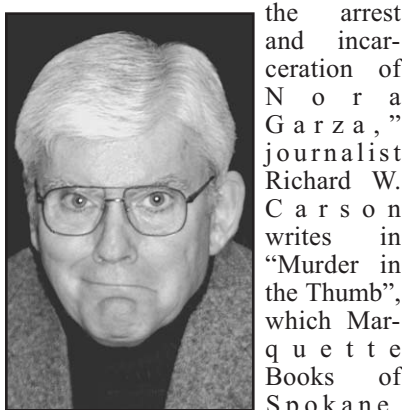 the arrest
and incar-
ceration of
Nora
Garza,”
journalist
Richard W.
Carson
writes in
“Murder in
the Thumb”,
which Mar-
quette
Books of
Spokane,